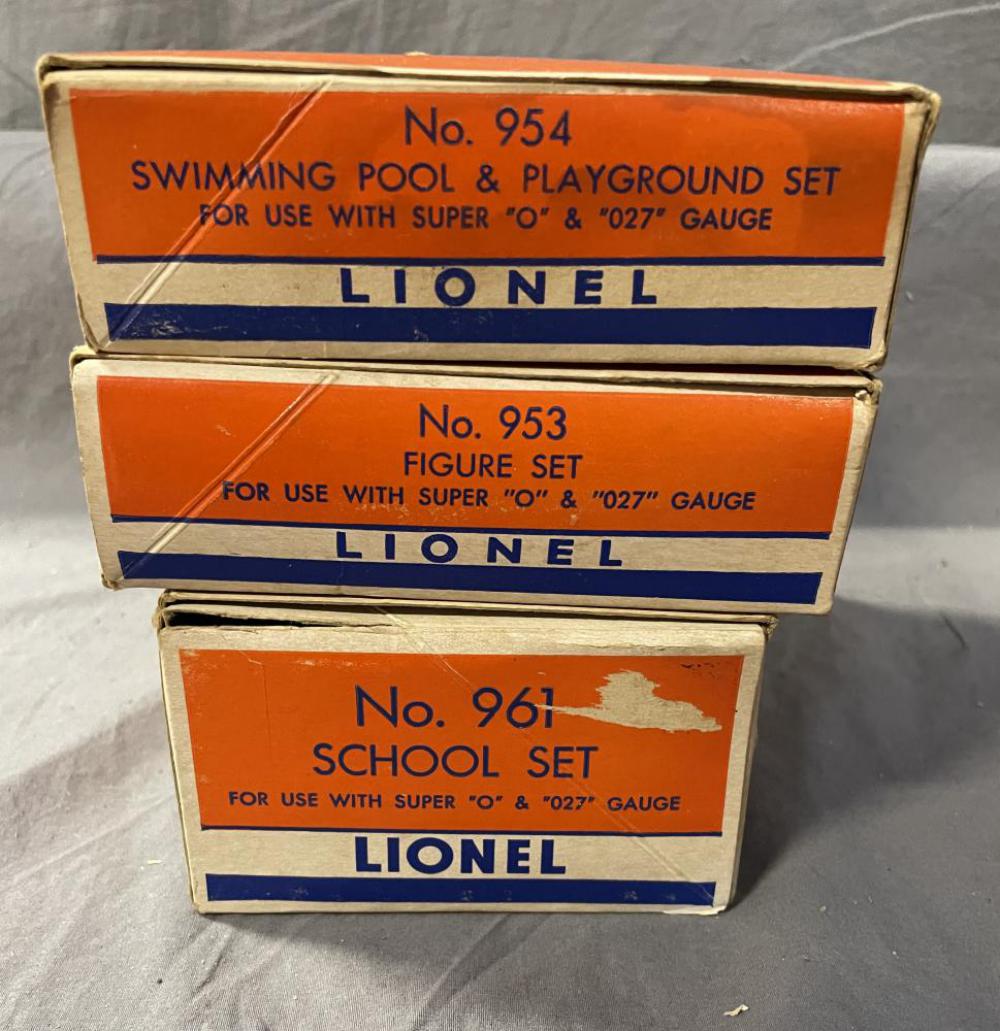 No. 954
SWIMMING POOL & PLAYGROUND SET
FOR USE WITH SUPER "O" & "027" GAUGE
LIONEL
No. 953
FIGURE SET
FOR USE WITH SUPER "O" & "027" GAUGE
LIONEL
No. 961
SCHOOL SET
FOR USE WITH SUPER "O" & "027" GAUGE
LIONEL